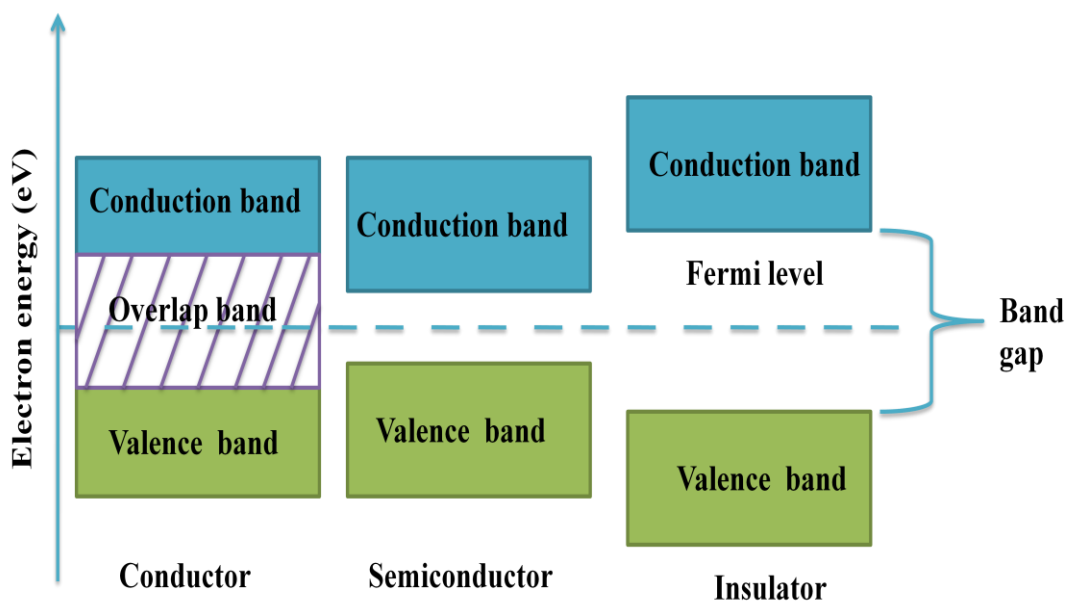 Electron energy (eV)
Conduction band
Overlap band
Valence band
Conductor
Conduction band
Valence band
Semiconductor
Conduction band
Fermi level
Valence band
Insulator
Band
gap